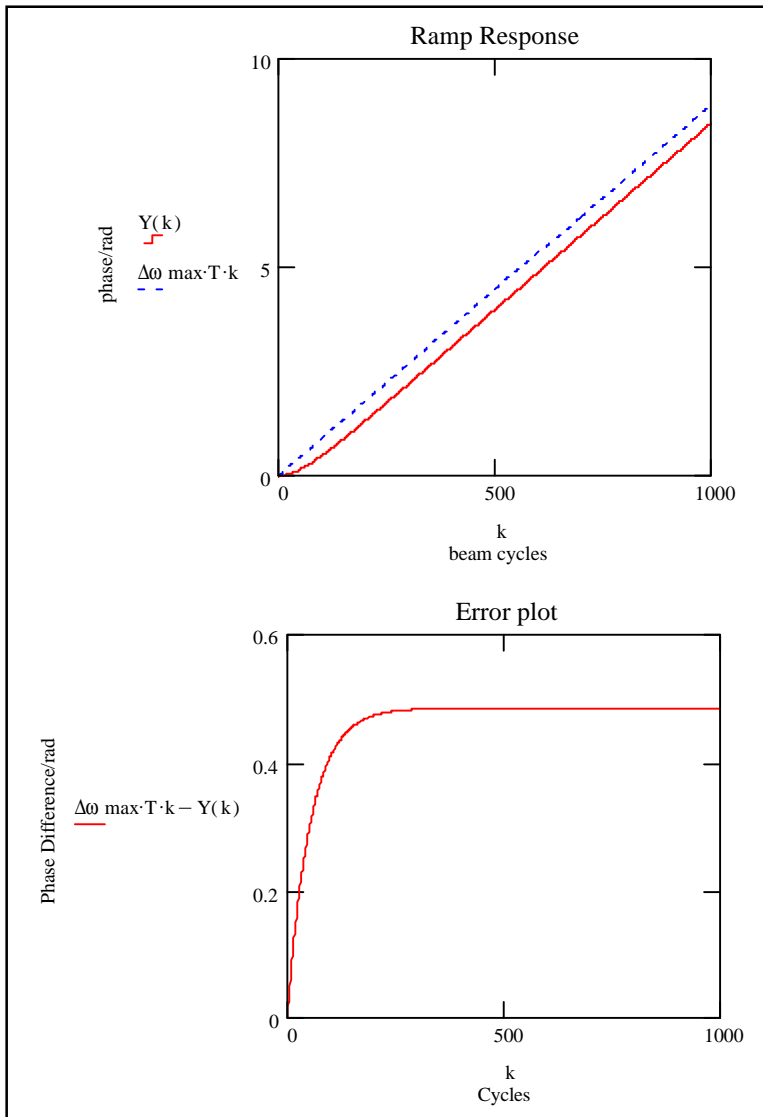 Ramp Response
10
5
0
0
500
1000
phase/rad
Y(k)
Δω max·T·k
k
beam cycles
Error plot
0.6
0.4
0.2
0
0
500
1000
Phase Difference/rad
Δω max·T·k − Y(k)
k
Cycles